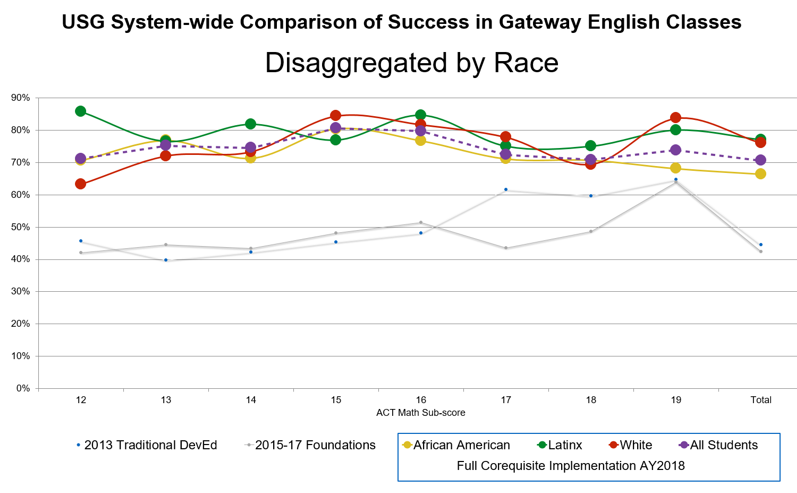 USG System-wide Comparison of Success in Gateway English Classes
Disaggregated by Race
90%
80%
70%
60%
50%
40%
30%
20%
10%
0%
12 13 14 15 16 17 18 19 Total
ACT Math Sub-score
2013 Traditional DevEd 2015-17 Foundations African American Latinx White All Students
Full Corequisite Implementation AY2018